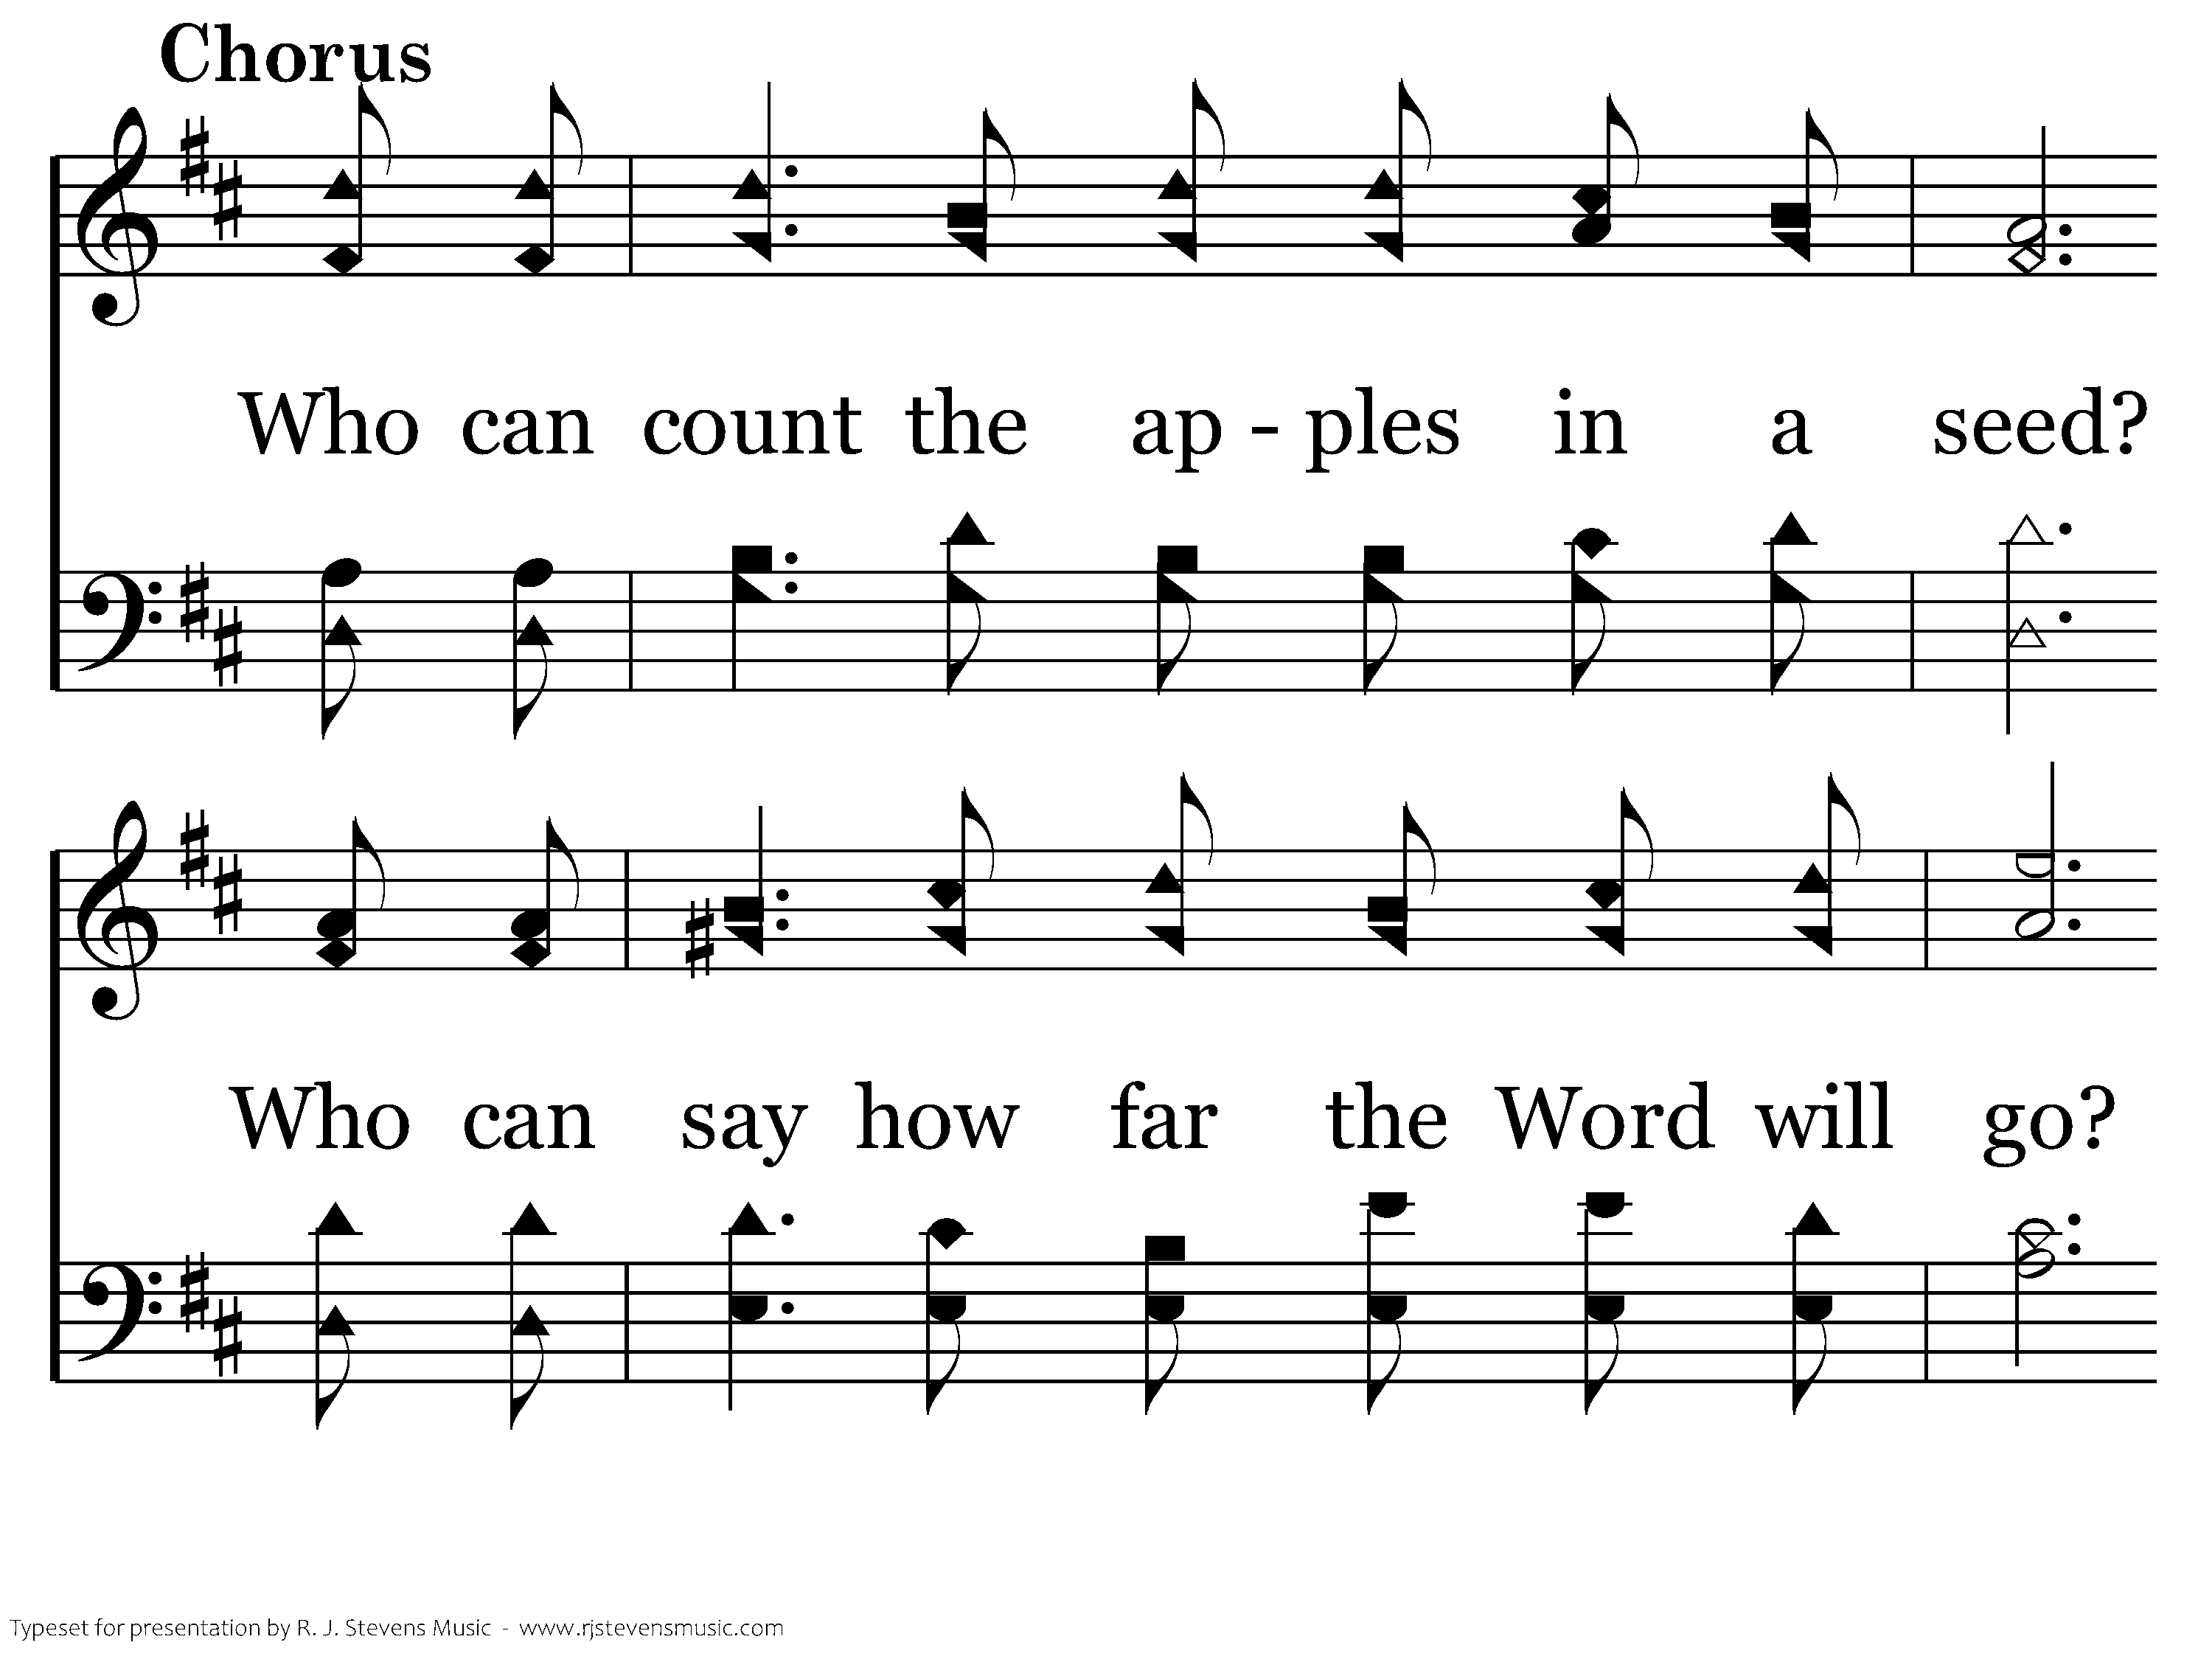 Chorus
Who can count the ap - ples in a seed?
Who can say how far the Word will go?
Typeset for presentation by R. J. Stevens Music - www.rjstevensmusic.com